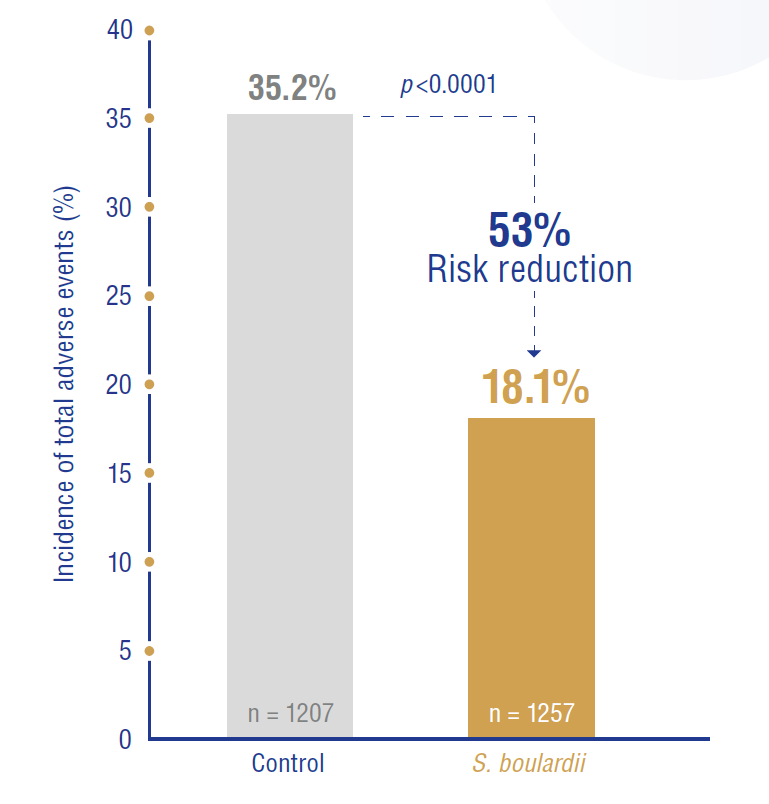 Incidence of total adverse events (%)
40
35
30
25
20
15
10
5
0
35.2%
p<0.0001
53%
Risk reduction
18.1%
n = 1207
n = 1257
Control
S. boulardii